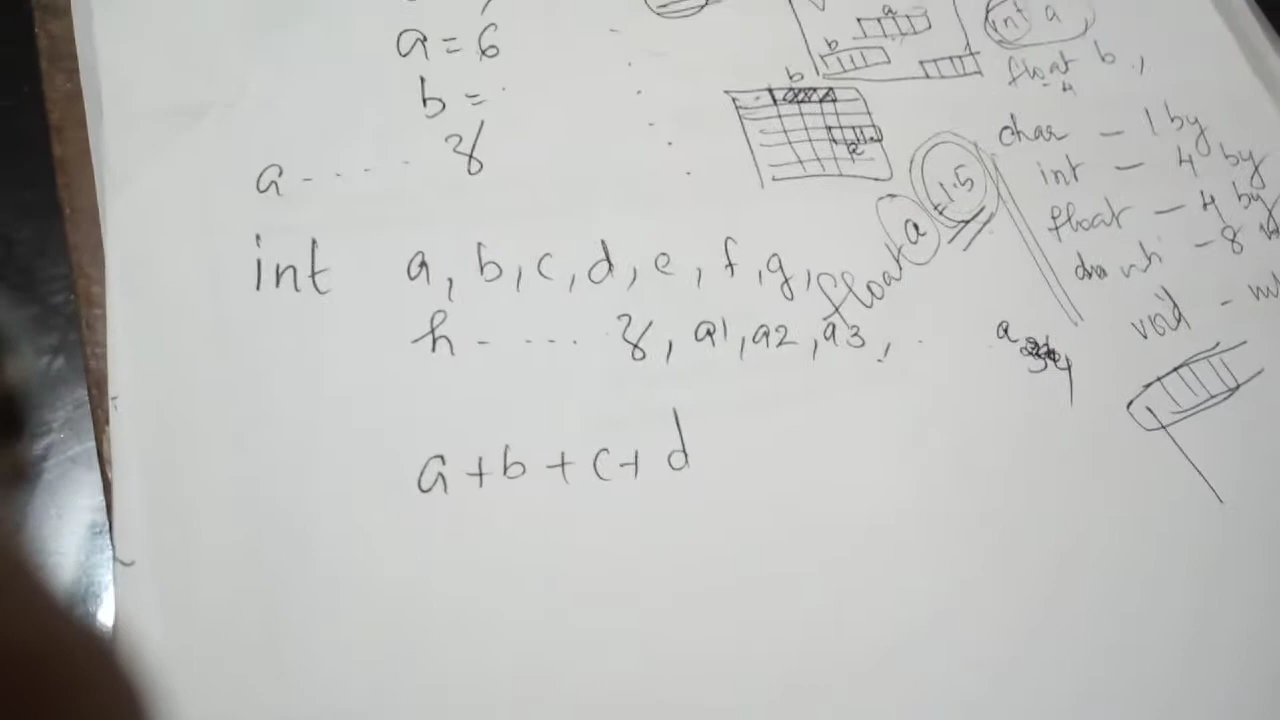 a = 6
b =
a - - - - z
int a, b, c, d, e, f, g,
h - - - - - z, a1, a2, a3,
a + b + c + d
float a
1.5
a
b
b
int a
float b,
4
char - 1 by
int - 4 by
float - 4 by
- 8
void -
a